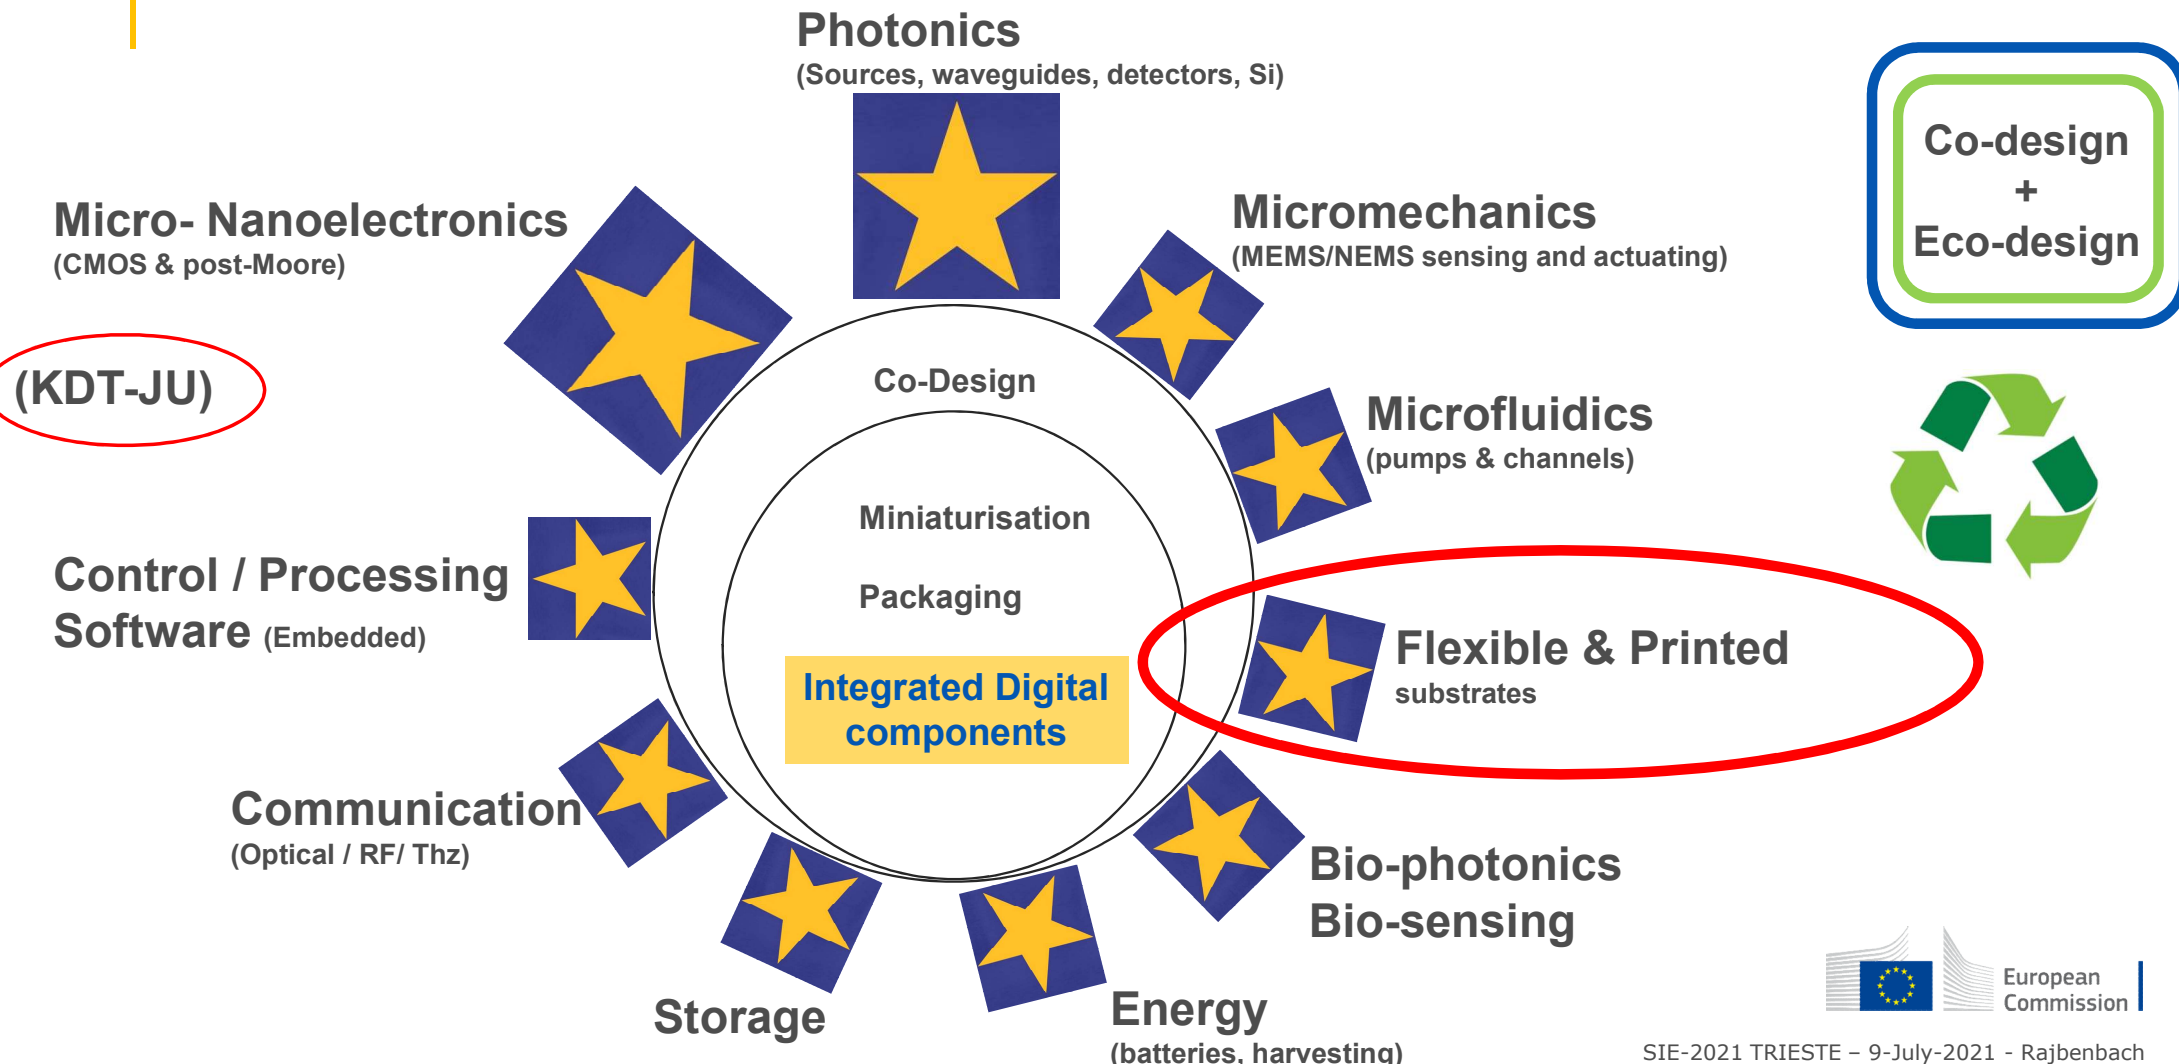 Photonics
(Sources, waveguides, detectors, Si)
Co-design
+
Eco-design
Micro- Nanoelectronics
(CMOS & post-Moore)
Micromechanics
(MEMS/NEMS sensing and actuating)
(KDT-JU)
Co-Design
Microfluidics
(pumps & channels)
Miniaturisation
Packaging
Control / Processing
Software (Embedded)
Integrated Digital
components
Flexible & Printed
substrates
Communication
(Optical / RF/ Thz)
Bio-photonics
Bio-sensing
Storage
Energy
(batteries, harvesting)
European
Commission
SIE-2021 TRIESTE – 9-July-2021 - Rajbenbach